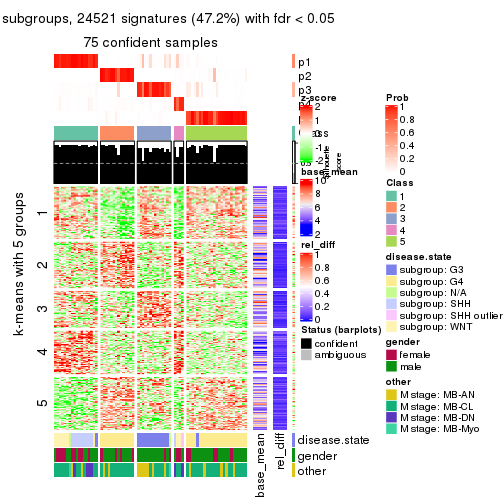 subgroups, 24521 signatures (47.2%) with fdr < 0.05
75 confident samples
k-means with 5 groups
p1
p2
p3
1
2
3
4
5
z-score
2
1
0
-1
-2
score
base_mean
10
8
6
4
2
rel_diff
1
0.8
0.6
0.4
0.2
0
Status (barplots)
confident
ambiguous
disease.state
gender
other
base_mean
rel_diff
Prob
1
0.8
0.6
0.4
0.2
0
Class
1
2
3
4
5
disease.state
subgroup: G3
subgroup: G4
subgroup: N/A
subgroup: SHH
subgroup: SHH outlier
subgroup: WNT
gender
female
male
other
M stage: MB-AN
M stage: MB-CL
M stage: MB-DN
M stage: MB-Myo